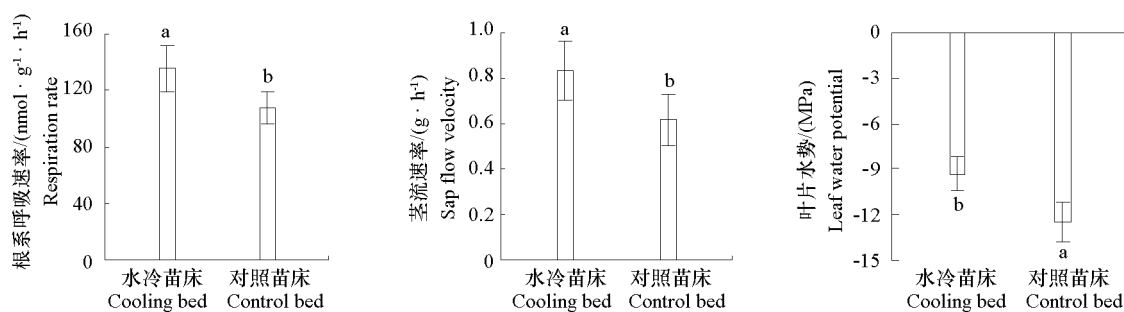 根系呼吸速率/(nmol · g⁻¹ · h⁻¹)
Respiration rate
160
120
80
40
0
a
b
水冷苗床 对照苗床
Cooling bed Control bed
茎流速率/(g · h⁻¹)
Sap flow velocity
1.0
0.8
0.6
0.4
0.2
0
a
b
水冷苗床 对照苗床
Cooling bed Control bed
叶片水势/(MPa)
Leaf water potential
0
-3
-6
-9
-12
-15
b
a
水冷苗床 对照苗床
Cooling bed Control bed